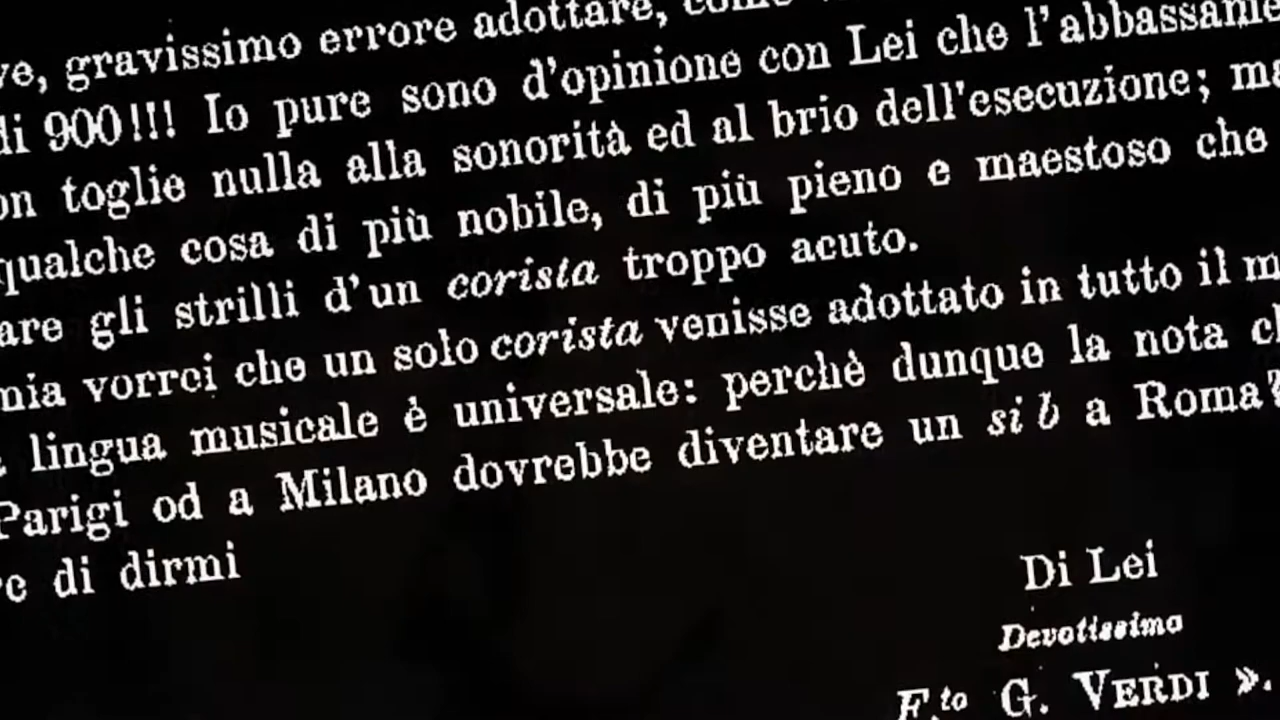 gravissimo errore adottare,
di 900!!! Io pure sono d'opinione con Lei che l'abbassame
on toglie nulla alla sonorità ed al brio dell'esecuzione; ma
qualche cosa di più nobile, di più pieno e maestoso che
are gli strilli d'un corista troppo acuto.
mia vorrei che un solo corista venisse adottato in tutto il m
lingua musicale è universale: perchè dunque la nota ch
Parigi od a Milano dovrebbe diventare un si b a Roma?
di dirmi
Di Lei
Devotissimo
F.to G. VERDI ».